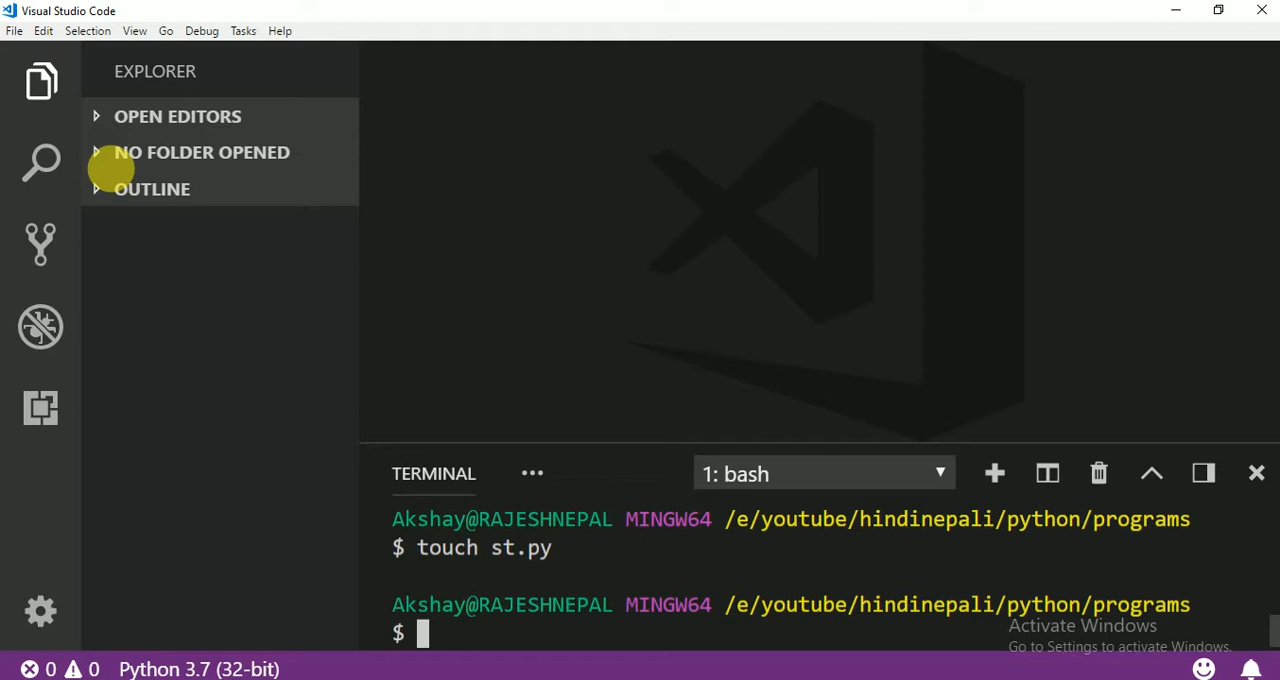 Visual Studio Code
File Edit Selection View Go Debug Tasks Help
EXPLORER
OPEN EDITORS
NO FOLDER OPENED
OUTLINE
TERMINAL ••• 1: bash
Akshay@RAJESHNEPAL MINGW64 /e/youtube/hindinepali/python/programs
$ touch st.py
Akshay@RAJESHNEPAL MINGW64 /e/youtube/hindinepali/python/programs
$
Activate Windows
Go to Settings to activate Windows.
0 0 Python 3.7 (32-bit)